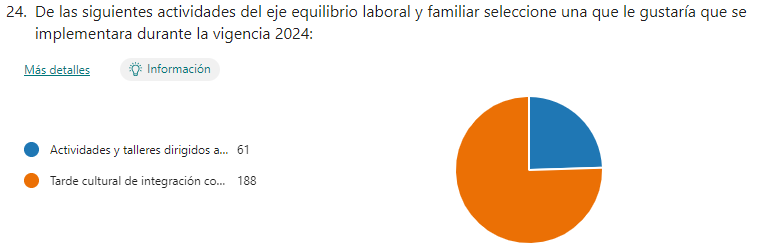 24. De las siguientes actividades del eje equilibrio laboral y familiar seleccione una que le gustaría que se
implementara durante la vigencia 2024:
Más detalles
Información
Actividades y talleres dirigidos a... 61
Tarde cultural de integración co... 188